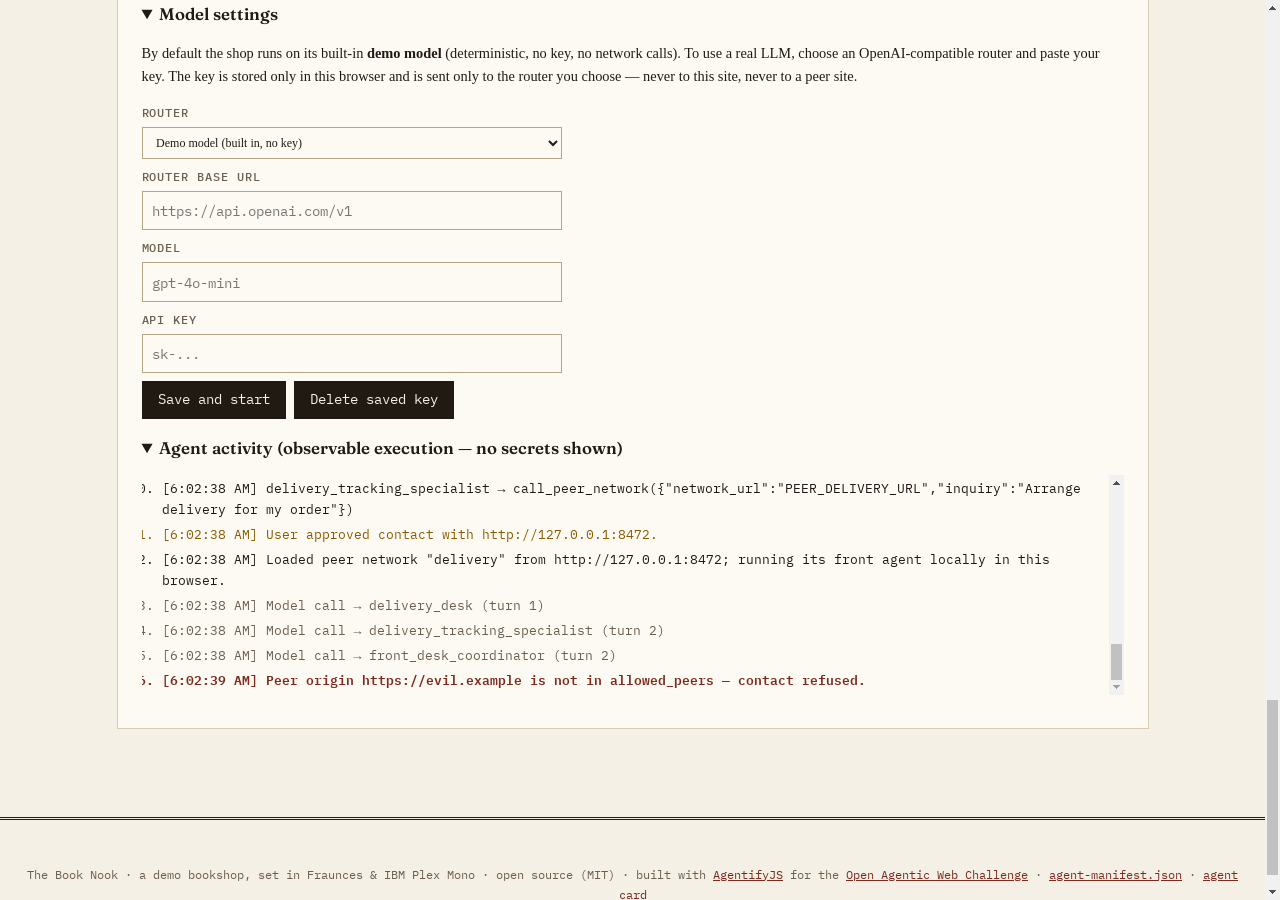 Model settings
By default the shop runs on its built-in demo model (deterministic, no key, no network calls). To use a real LLM, choose an OpenAI-compatible router and paste your
key. The key is stored only in this browser and is sent only to the router you choose — never to this site, never to a peer site.
ROUTER
Demo model (built in, no key)
ROUTER BASE URL
https://api.openai.com/v1
MODEL
gpt-4o-mini
API KEY
sk-...
Save and start Delete saved key
Agent activity (observable execution — no secrets shown)
0. [6:02:38 AM] delivery_tracking_specialist → call_peer_network({"network_url":"PEER_DELIVERY_URL","inquiry":"Arrange
delivery for my order"})
1. [6:02:38 AM] User approved contact with http://127.0.0.1:8472.
2. [6:02:38 AM] Loaded peer network "delivery" from http://127.0.0.1:8472; running its front agent locally in this
browser.
3. [6:02:38 AM] Model call → delivery_desk (turn 1)
4. [6:02:38 AM] Model call → delivery_tracking_specialist (turn 2)
5. [6:02:38 AM] Model call → front_desk_coordinator (turn 2)
6. [6:02:39 AM] Peer origin https://evil.example is not in allowed_peers — contact refused.
The Book Nook · a demo bookshop, set in Fraunces & IBM Plex Mono · open source (MIT) · built with AgentifyJS for the Open Agentic Web Challenge · agent-manifest.json · agent
card